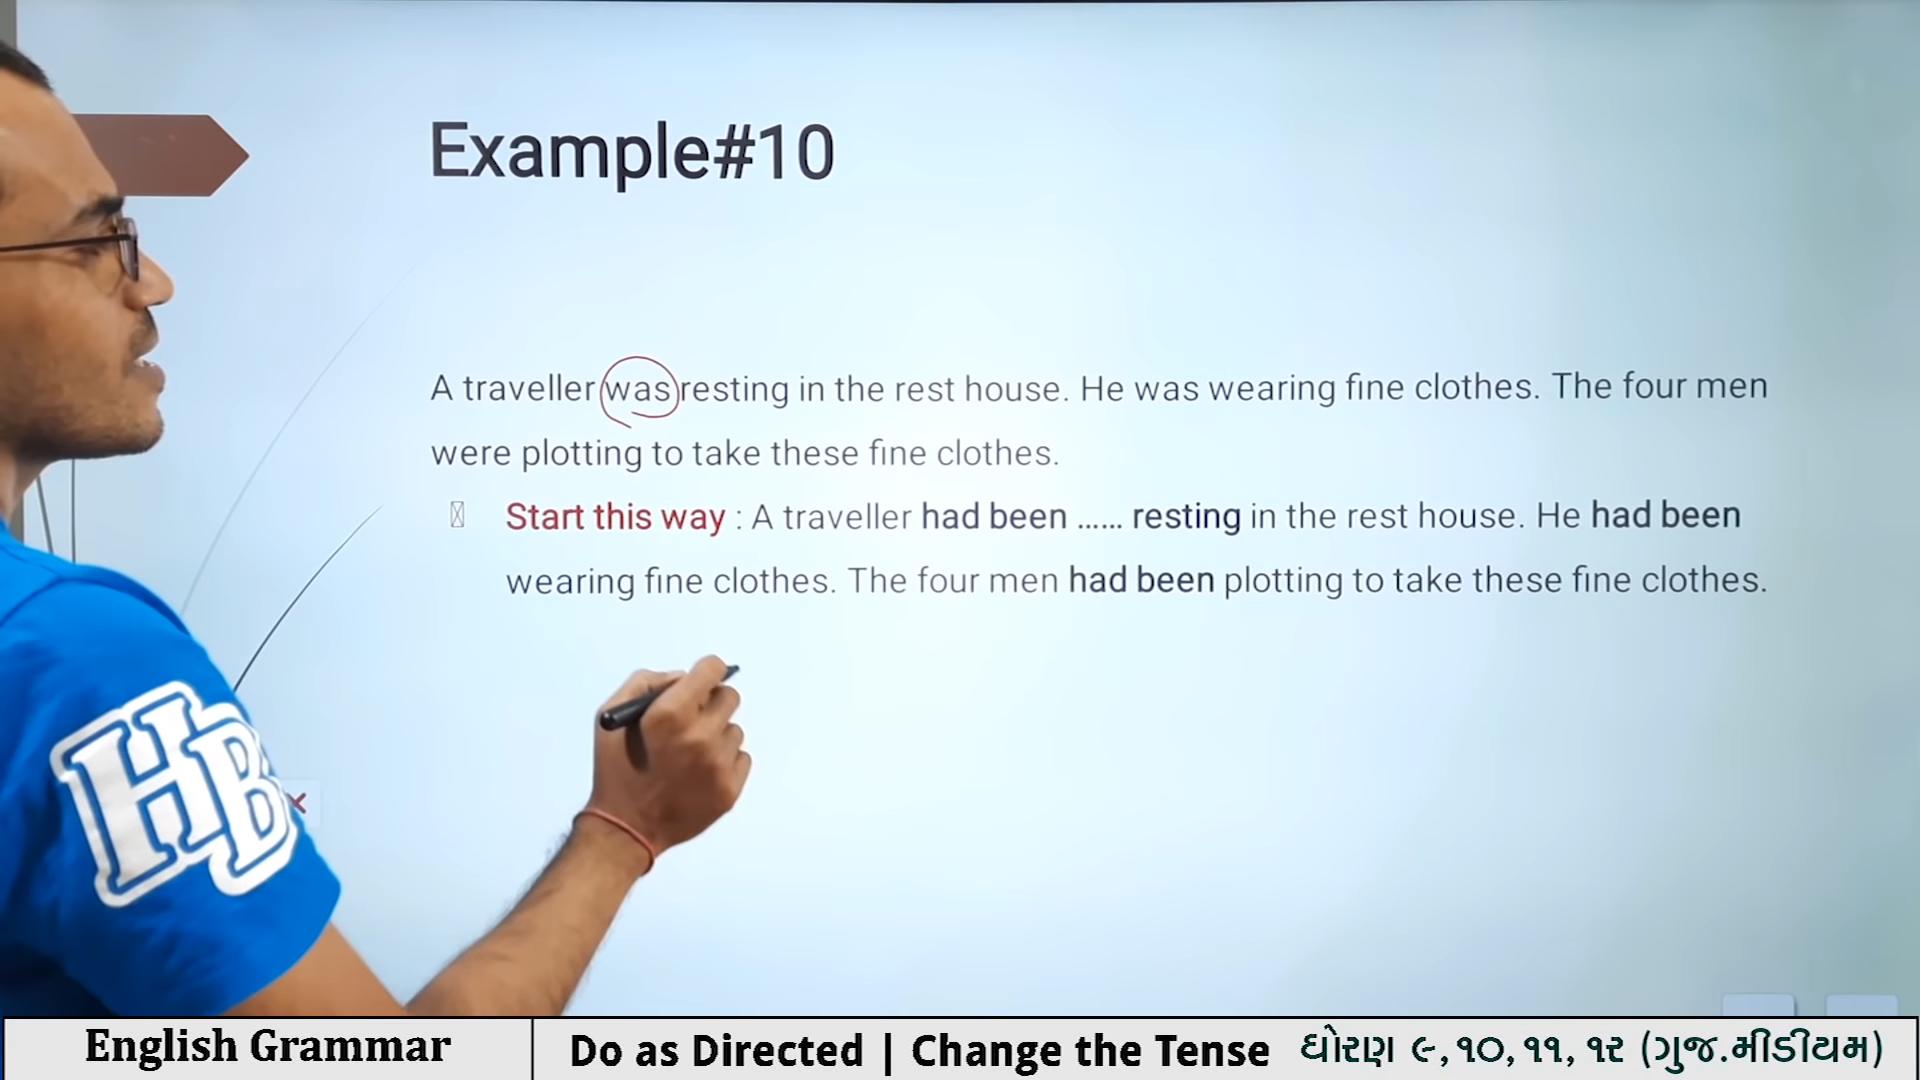 Example#10
A traveller was resting in the rest house. He was wearing fine clothes. The four men
were plotting to take these fine clothes.
Start this way : A traveller had been ...... resting in the rest house. He had been
wearing fine clothes. The four men had been plotting to take these fine clothes.
HB
English Grammar
Do as Directed | Change the Tense
ધોરણ ૯, ૧૦, ૧૧, ૧૨ (ગુજ.મીડીયમ)